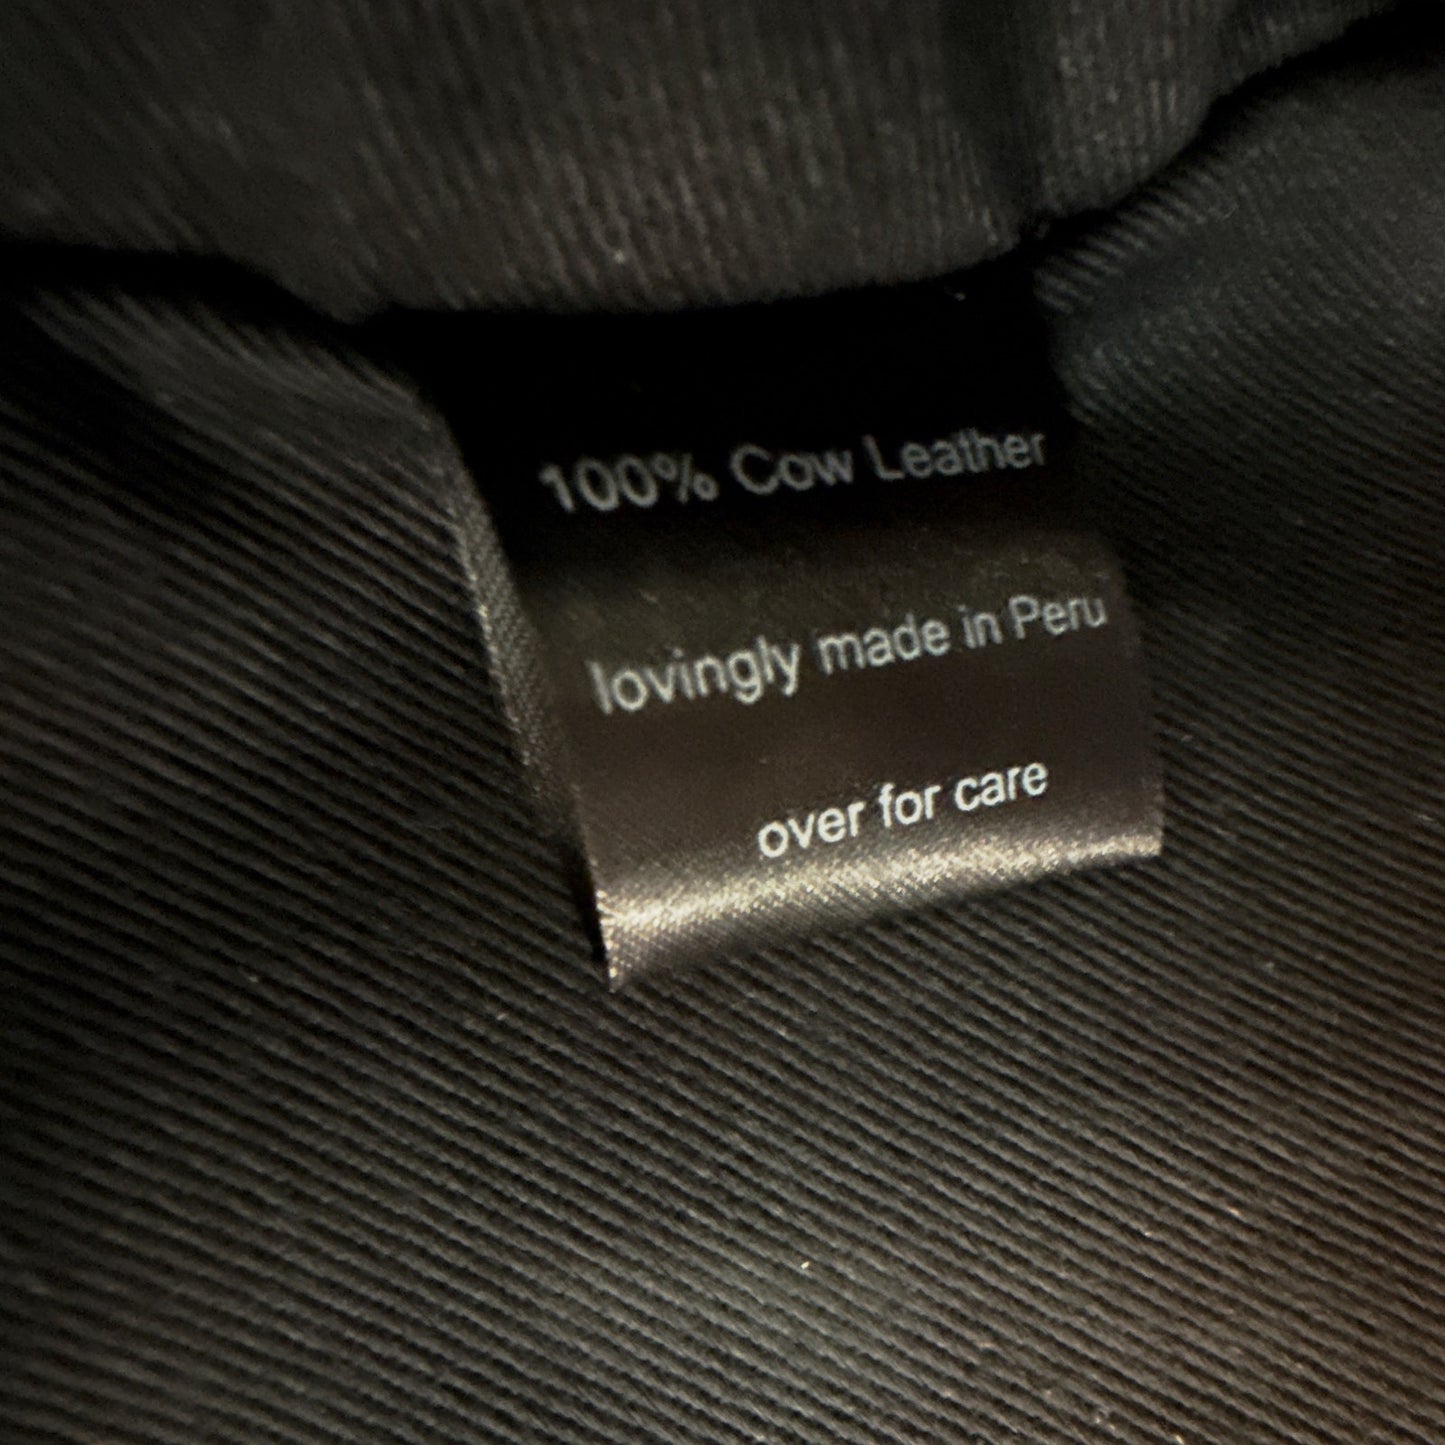 100% Cow Leather
lovingly made in Peru
over for care